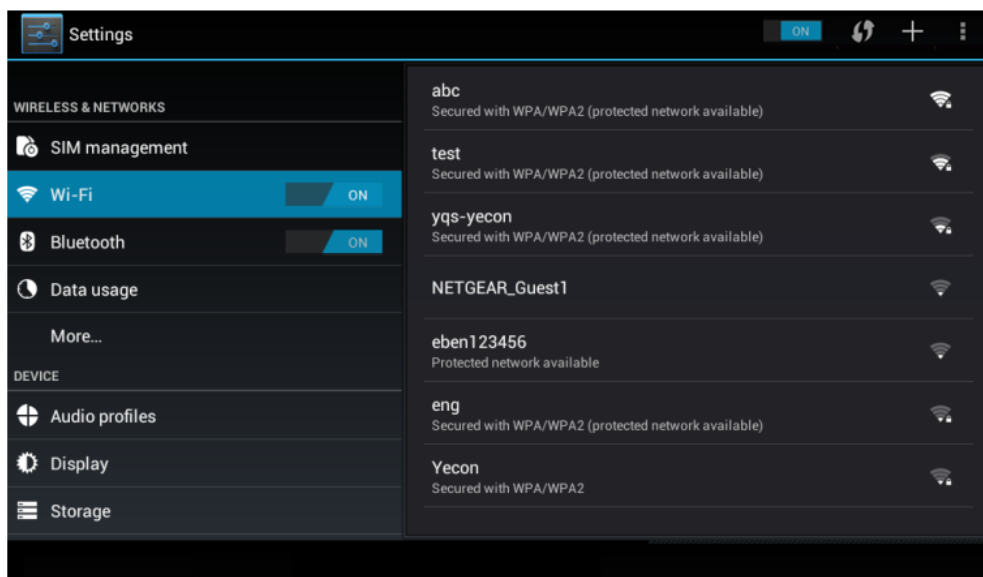 Settings
ON
WIRELESS & NETWORKS
SIM management
Wi-Fi
ON
Bluetooth
ON
Data usage
More...
DEVICE
Audio profiles
Display
Storage
abc
Secured with WPA/WPA2 (protected network available)
test
Secured with WPA/WPA2 (protected network available)
yqs-yecon
Secured with WPA/WPA2 (protected network available)
NETGEAR_Guest1
eben123456
Protected network available
eng
Secured with WPA/WPA2 (protected network available)
Yecon
Secured with WPA/WPA2